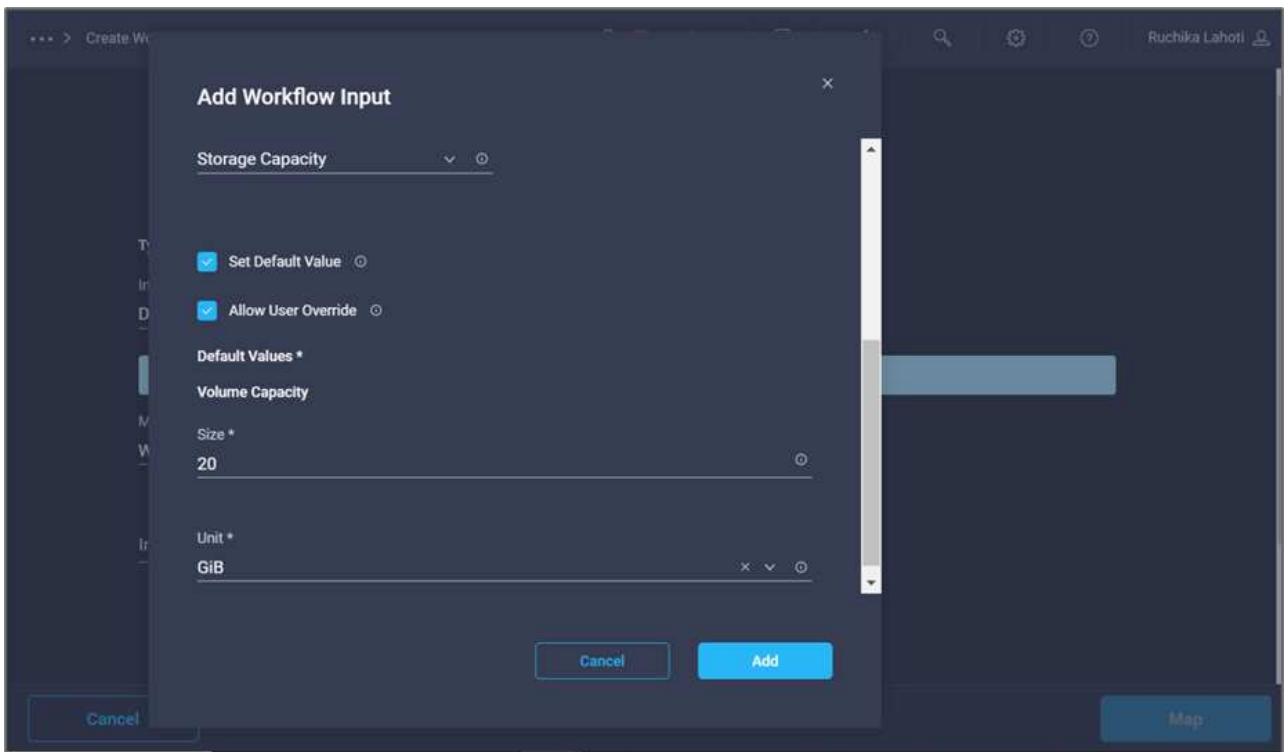 ••• > Create Wo
Ruchika Lahoti
Add Workflow Input
Storage Capacity
Set Default Value
Allow User Override
Default Values *
Volume Capacity
Size *
20
Unit *
GiB
Cancel
Add
Cancel
Map